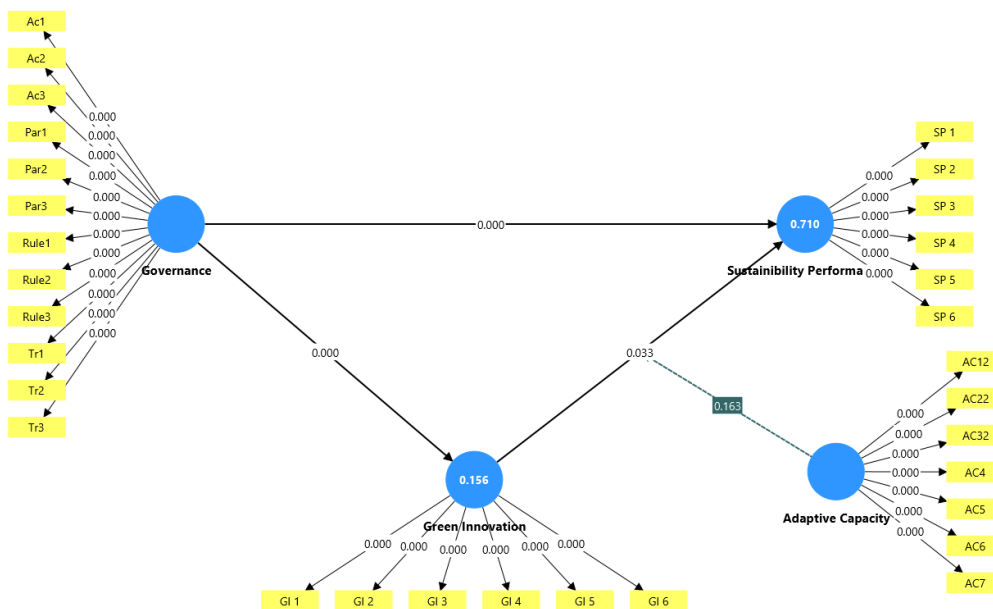 Ac1
Ac2
Ac3
Par1
Par2
Par3
Rule1
Rule2
Rule3
Tr1
Tr2
Tr3
0.000
0.000
0.000
0.000
0.000
0.000
0.000
0.000
0.000
0.000
0.000
0.000
Governance
0.000
0.000
0.710
Sustainibility Performa
0.000
0.000
0.000
0.000
0.000
0.000
SP 1
SP 2
SP 3
SP 4
SP 5
SP 6
0.033
0.163
0.156
Green Innovation
0.000
0.000
0.000
0.000
0.000
0.000
GI 1
GI 2
GI 3
GI 4
GI 5
GI 6
Adaptive Capacity
0.000
0.000
0.000
0.000
0.000
0.000
0.000
AC12
AC22
AC32
AC4
AC5
AC6
AC7